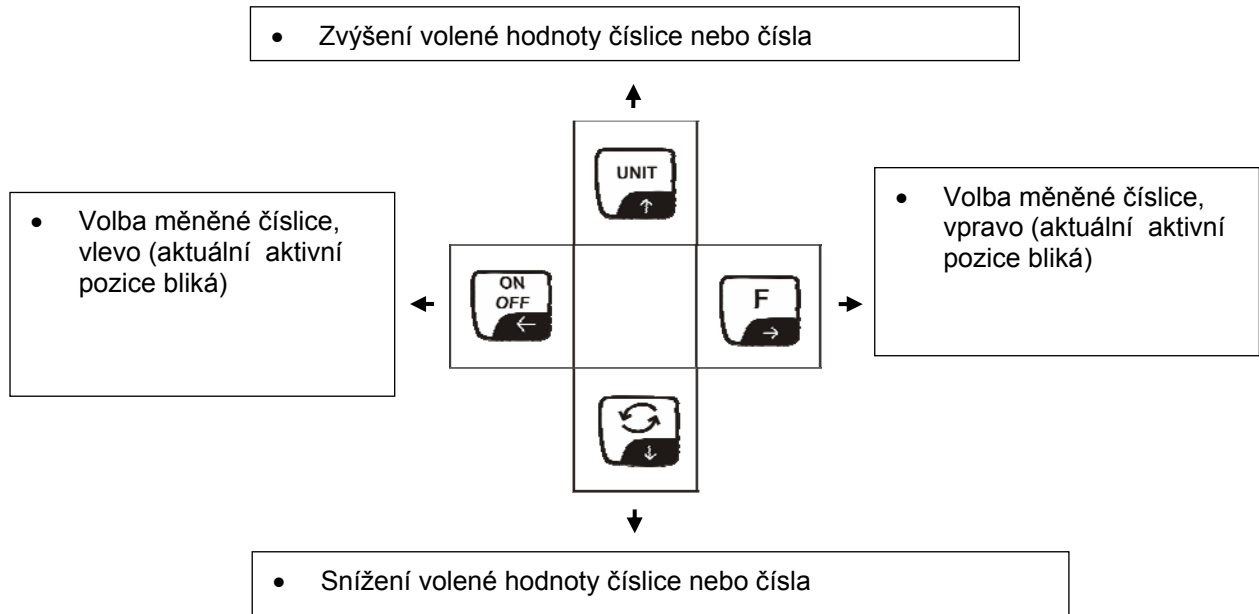 • Zvýšení volené hodnoty číslice nebo čísla
UNIT
↑
• Volba měněné číslice,
vlevo (aktuální aktivní
pozice bliká)
ON
OFF
←
F
→
• Volba měněné číslice,
vpravo (aktuální aktivní
pozice bliká)
↓
• Snížení volené hodnoty číslice nebo čísla